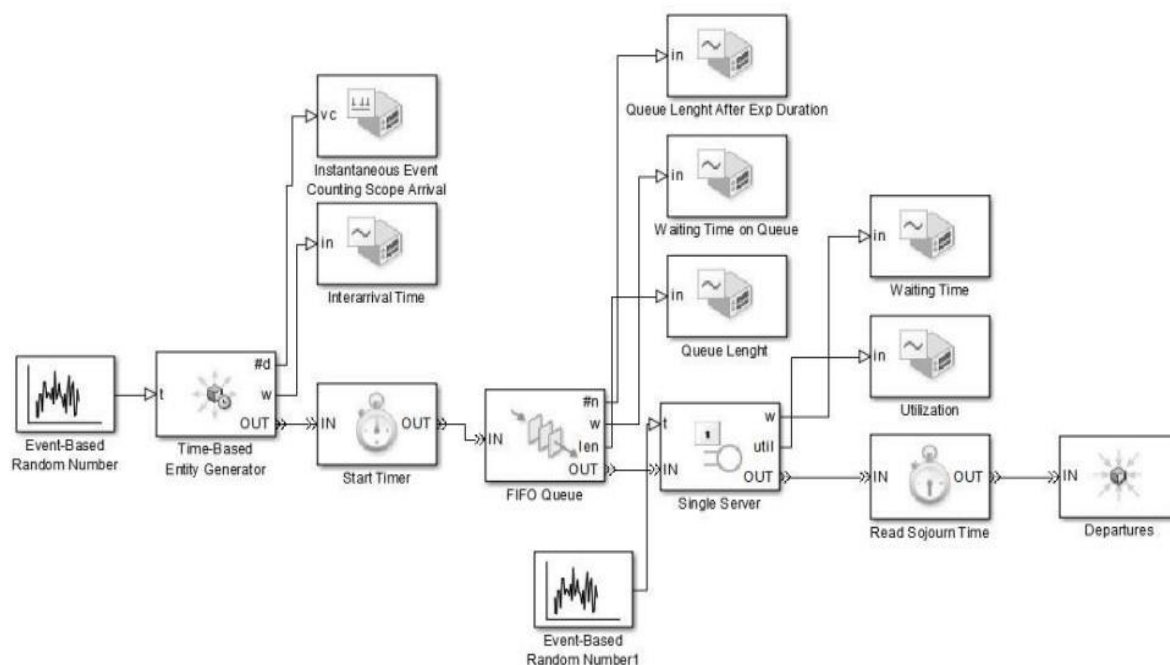 in
Queue Lenght After Exp Duration
vc
Instantaneous Event
Counting Scope Arrival
in
Waiting Time on Queue
in
Interarrival Time
in
Waiting Time
in
Queue Lenght
in
Utilization
Event-Based
Random Number
t
#d
w
OUT
Time-Based
Entity Generator
IN
OUT
Start Timer
IN
#n
w
len
OUT
FIFO Queue
t
IN
w
util
OUT
Single Server
IN
OUT
Read Sojourn Time
IN
Departures
Event-Based
Random Number1